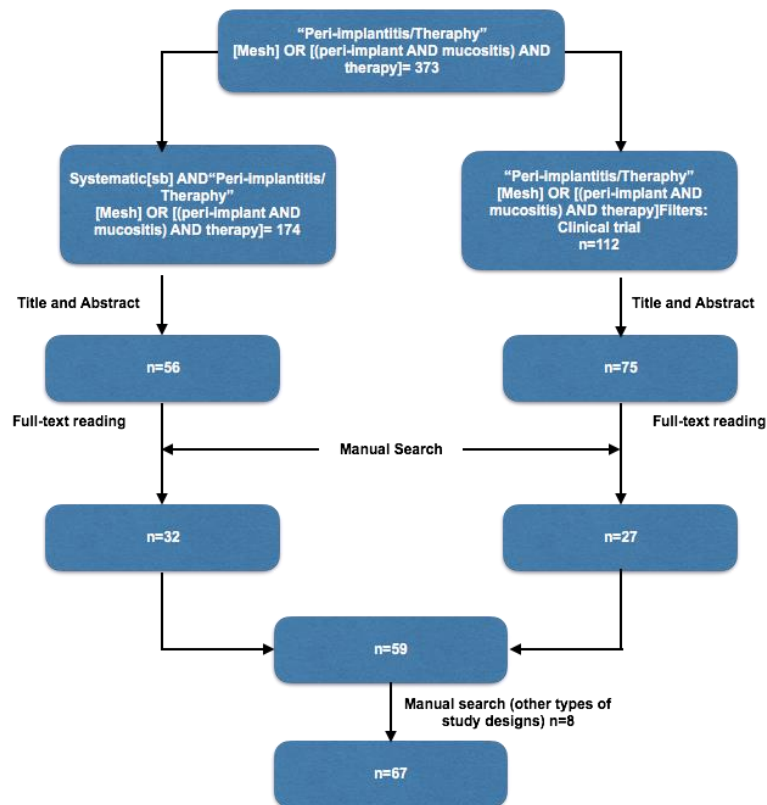 “Peri-implantitis/Theraphy”
[Mesh] OR [(peri-implant AND mucositis) AND
therapy]= 373
Systematic[sb] AND“Peri-implantitis/
Theraphy”
[Mesh] OR [(peri-implant AND
mucositis) AND therapy]= 174
“Peri-implantitis/Theraphy”
[Mesh] OR [(peri-implant AND
mucositis) AND therapy]Filters:
Clinical trial
n=112
Title and Abstract
Title and Abstract
n=56
n=75
Full-text reading
Full-text reading
Manual Search
n=32
n=27
n=59
Manual search (other types of
study designs) n=8
n=67